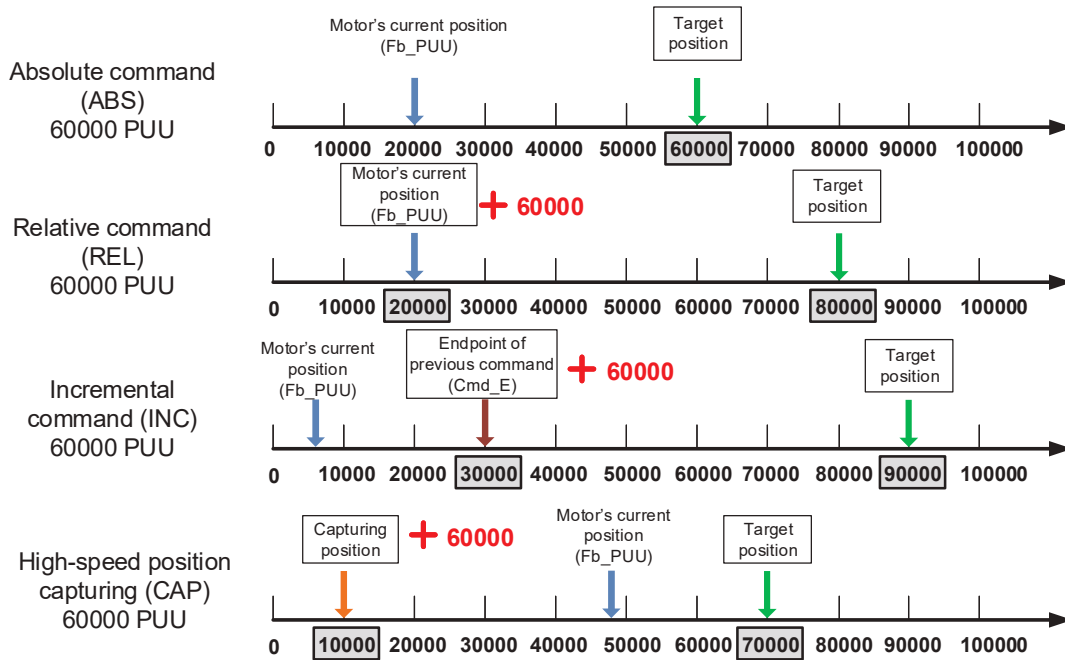 Motor's current position
(Fb_PUU)
Target
position
Absolute command
(ABS)
60000 PUU
0 10000 20000 30000 40000 50000 60000 70000 80000 90000 100000
Motor's current
position
(Fb_PUU)
+ 60000
Target
position
Relative command
(REL)
60000 PUU
0 10000 20000 30000 40000 50000 60000 70000 80000 90000 100000
Motor's current
position
(Fb_PUU)
Endpoint of
previous command
(Cmd_E)
+ 60000
Target
position
Incremental
command (INC)
60000 PUU
0 10000 20000 30000 40000 50000 60000 70000 80000 90000 100000
Capturing
position
+ 60000
Motor's current
position
(Fb_PUU)
Target
position
High-speed position
capturing (CAP)
60000 PUU
0 10000 20000 30000 40000 50000 60000 70000 80000 90000 100000